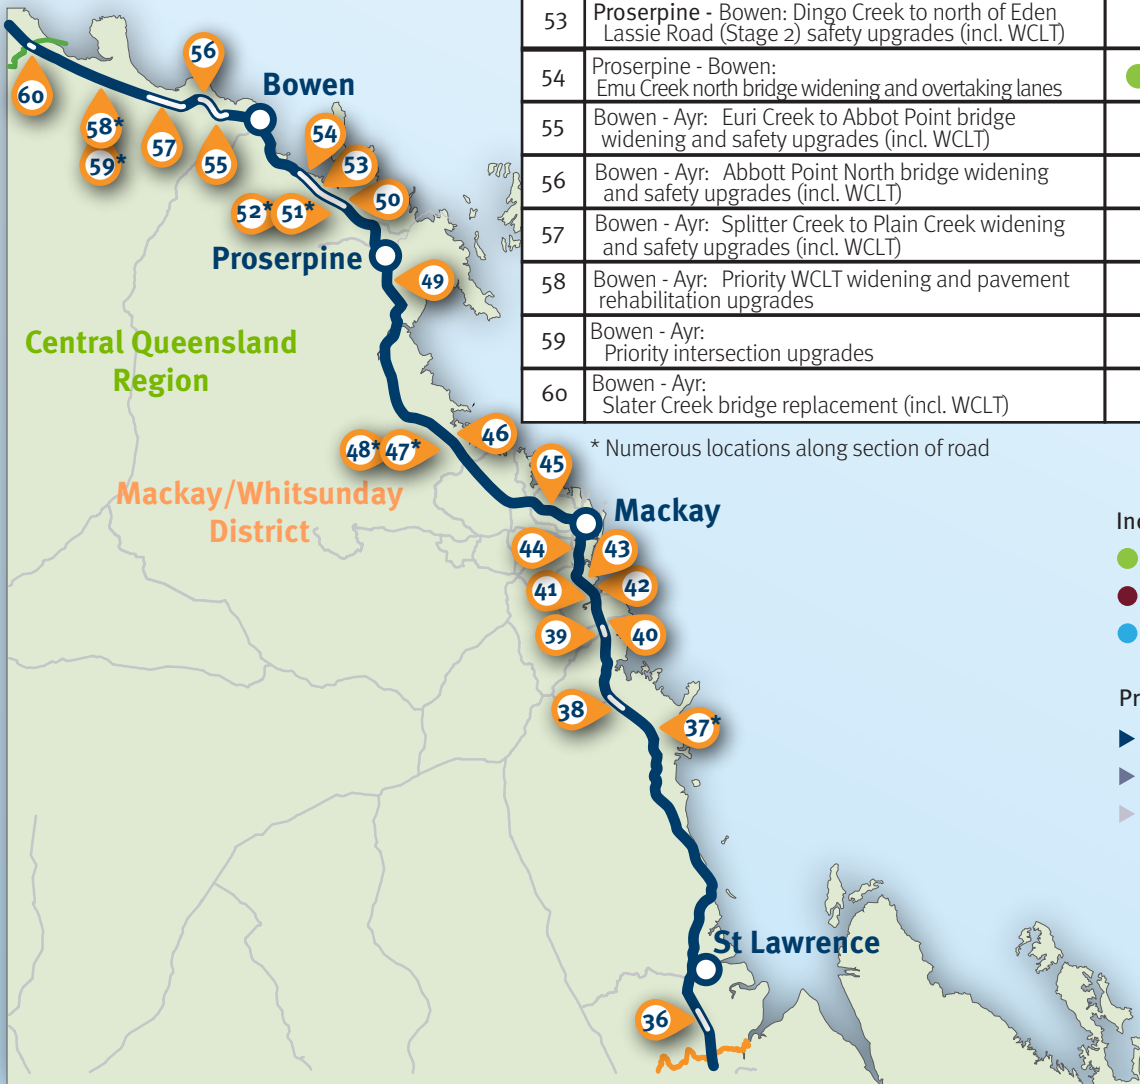 53 Proserpine - Bowen: Dingo Creek to north of Eden
Lassie Road (Stage 2) safety upgrades (incl. WCLT)
54 Proserpine - Bowen:
Emu Creek north bridge widening and overtaking lanes
55 Bowen - Ayr: Euri Creek to Abbot Point bridge
widening and safety upgrades (incl. WCLT)
56 Bowen - Ayr: Abbott Point North bridge widening
and safety upgrades (incl. WCLT)
57 Bowen - Ayr: Splitter Creek to Plain Creek widening
and safety upgrades (incl. WCLT)
58 Bowen - Ayr: Priority WCLT widening and pavement
rehabilitation upgrades
59 Bowen - Ayr:
Priority intersection upgrades
60 Bowen - Ayr:
Slater Creek bridge replacement (incl. WCLT)
* Numerous locations along section of road
56
60
Bowen
58*
57
54
59*
55
53
52* 51*
50
Proserpine
49
Central Queensland
Region
46
48* 47*
45
Mackay/Whitsunday
District
Mackay
44
43
41
42
39
40
38
37*
St Lawrence
36